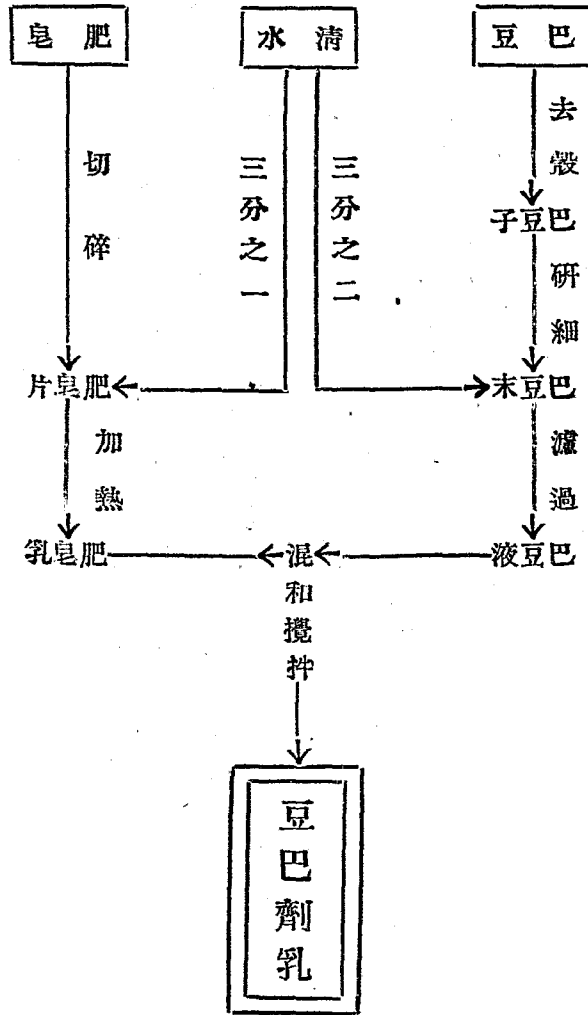 巴豆
清水
肥皂
去殼
巴豆子
研細
三分之二
三分之一
切碎
巴豆末
肥皂片
濾過
加熱
巴豆液
混和攪拌
肥皂乳
豆巴劑乳